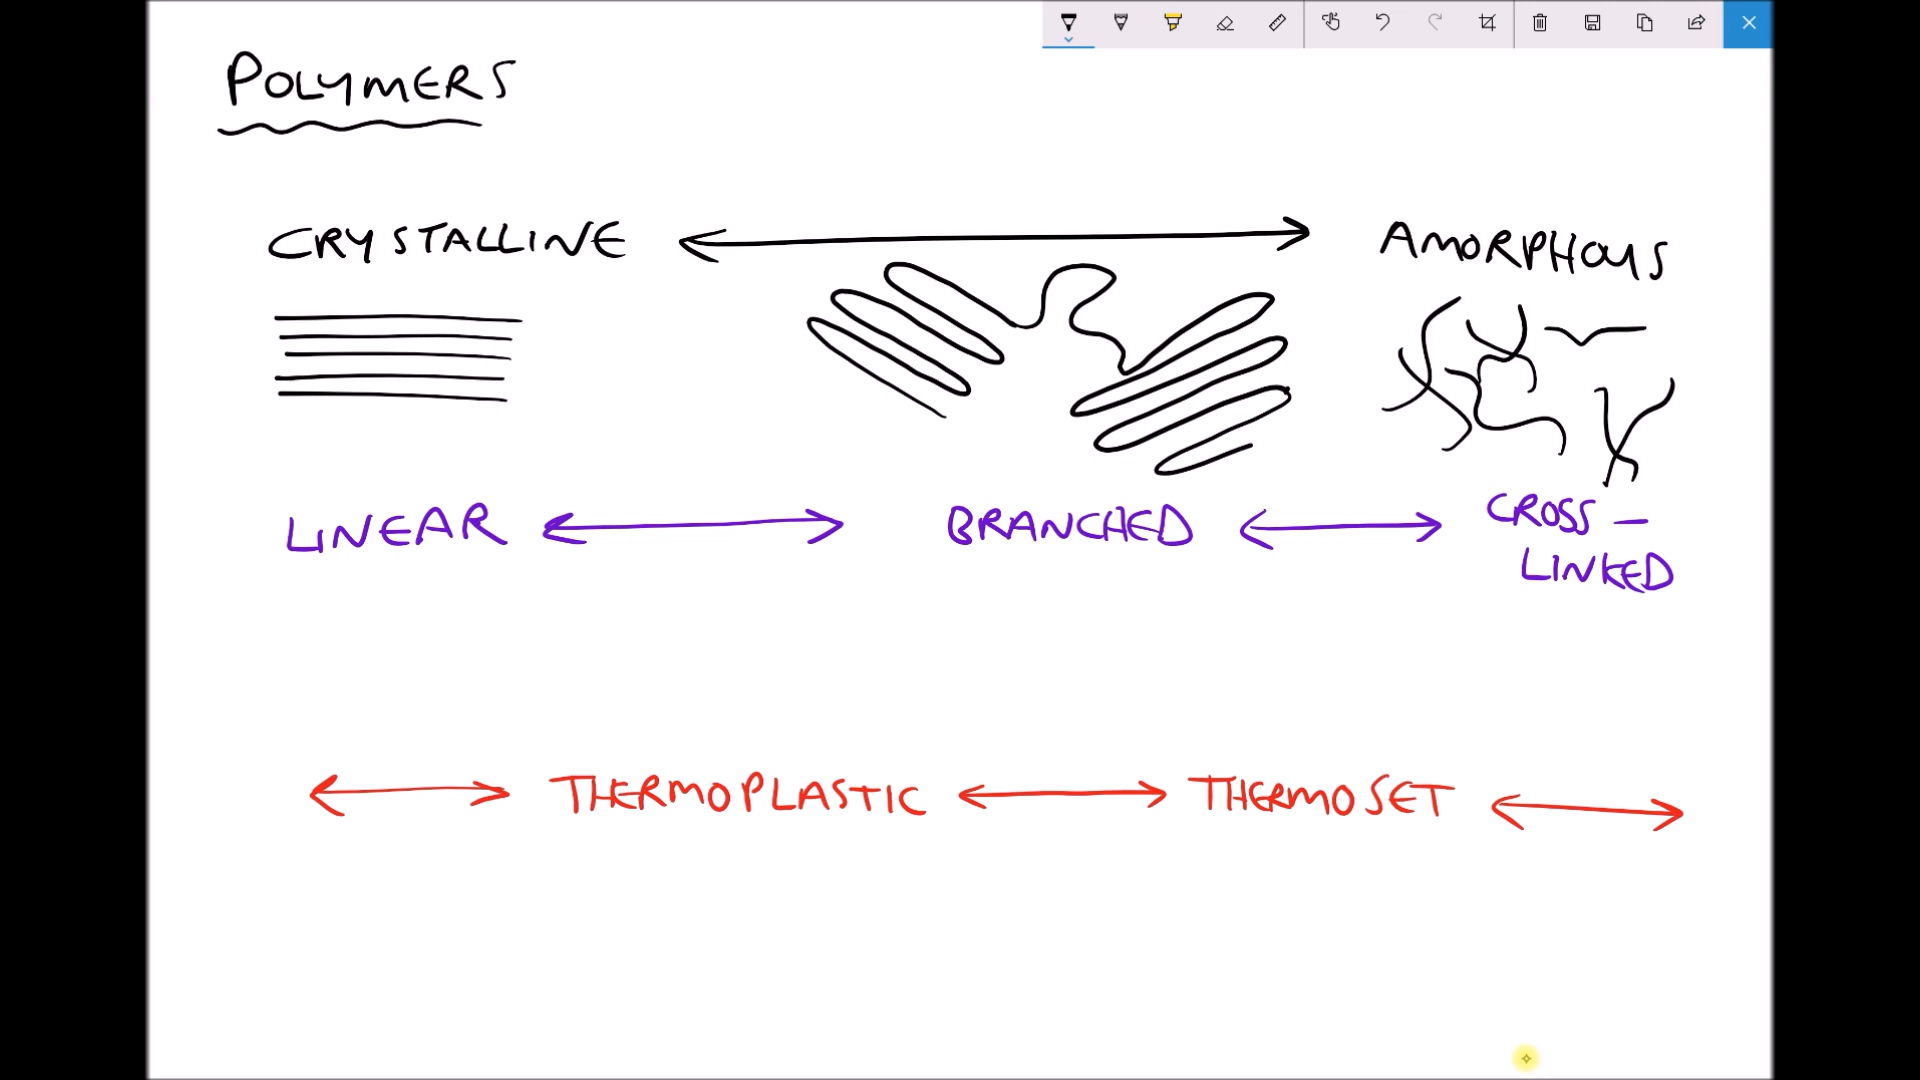 POLYMERS
CRYSTALLINE AMORPHOUS
LINEAR BRANCHED CROSS-
LINKED
THERMOPLASTIC THERMOSET